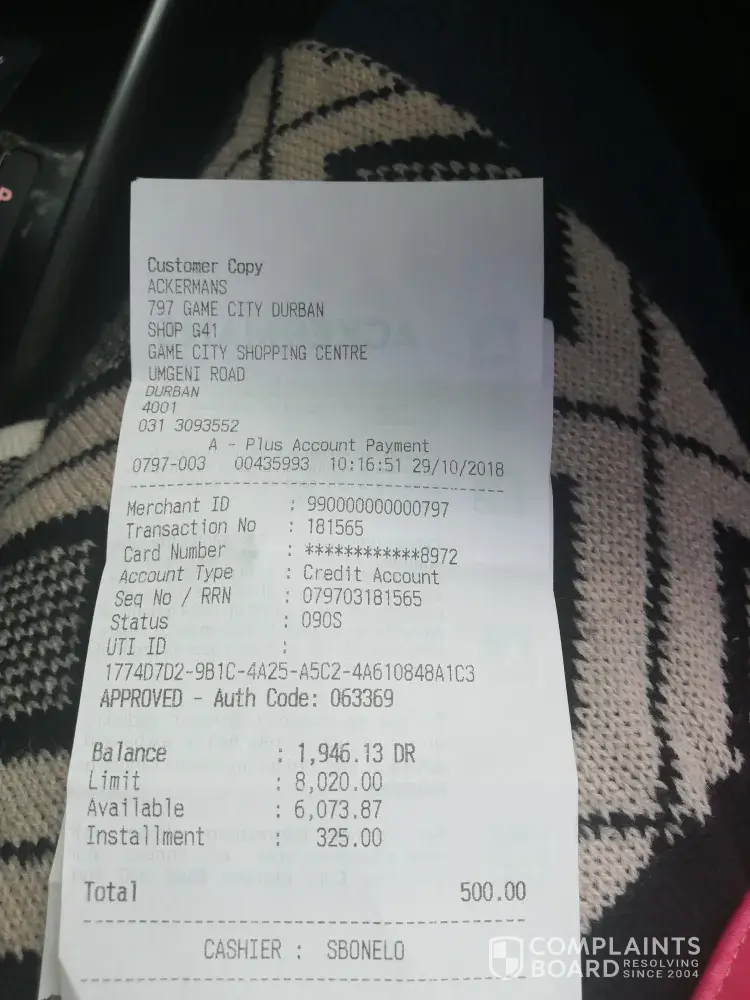 Customer Copy
ACKERMANS
797 GAME CITY DURBAN
SHOP G41
GAME CITY SHOPPING CENTRE
UMGENI ROAD
DURBAN
4001
031 3093552
A - Plus Account Payment
0797-003 00435993 10:16:51 29/10/2018
Merchant ID : 990000000000797
Transaction No : 181565
Card Number : ************8972
Account Type : Credit Account
Seq No / RRN : 079703181565
Status : 090S
UTI ID :
1774D7D2-9B1C-4A25-A5C2-4A610848A1C3
APPROVED - Auth Code: 063369
Balance : 1,946.13 DR
Limit : 8,020.00
Available : 6,073.87
Installment : 325.00
Total 500.00
CASHIER : SBONELO
COMPLAINTS
BOARD RESOLVING
SINCE 2004